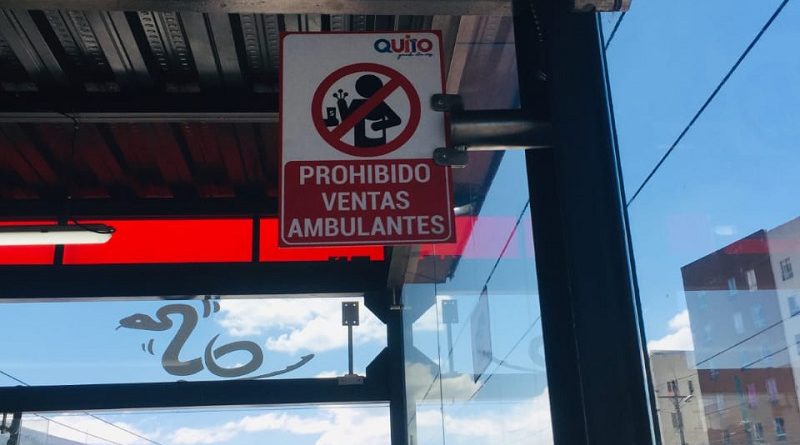 QUITO
PROHIBIDO
VENTAS
AMBULANTES